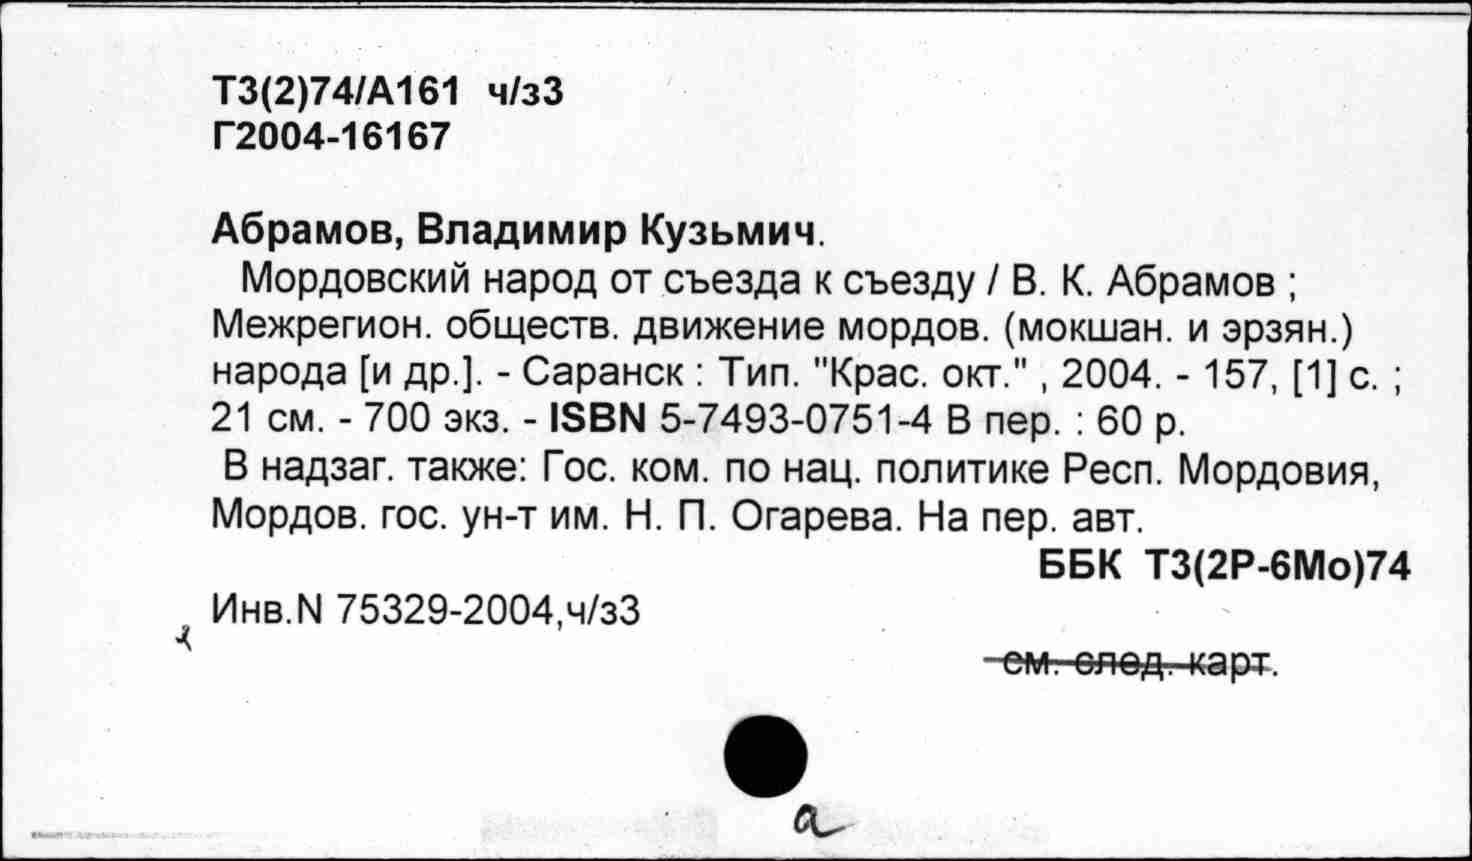 Т3(2)74/А161 ч/з3
Г2004-16167
Абрамов, Владимир Кузьмич.
Мордовский народ от съезда к съезду / В. К. Абрамов ;
Межрегион. обществ. движение мордов. (мокшан. и эрзян.)
народа [и др.]. - Саранск : Тип. "Крас. окт." , 2004. - 157, [1] с. ;
21 см. - 700 экз. - ISBN 5-7493-0751-4 В пер. : 60 р.
В надзаг. также: Гос. ком. по нац. политике Респ. Мордовия,
Мордов. гос. ун-т им. Н. П. Огарева. На пер. авт.
ББК Т3(2Р-6Мо)74
Инв.N 75329-2004,ч/з3
см. след. карт.
а